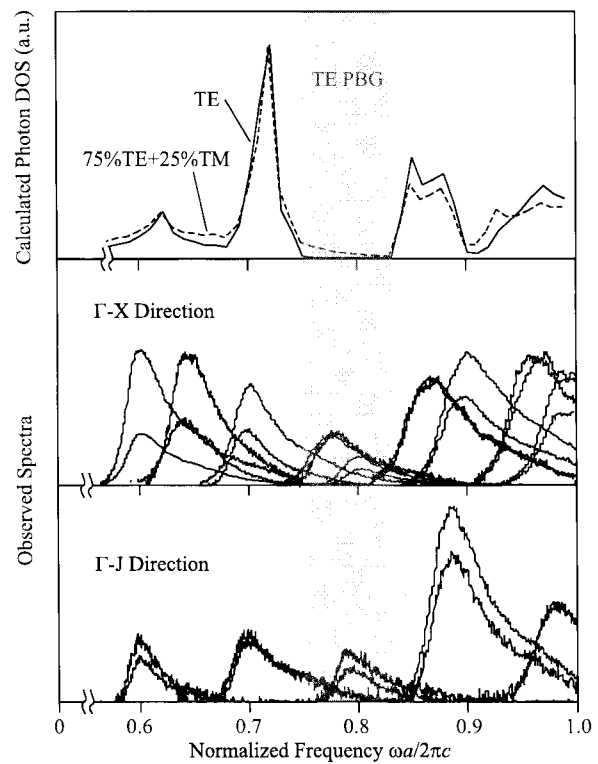 Calculated Photon DOS (a.u.)
TE PBG
TE
75%TE+25%TM
Observed Spectra
Γ-X Direction
Γ-J Direction
0 0.6 0.7 0.8 0.9 1.0
Normalized Frequency ωa/2πc